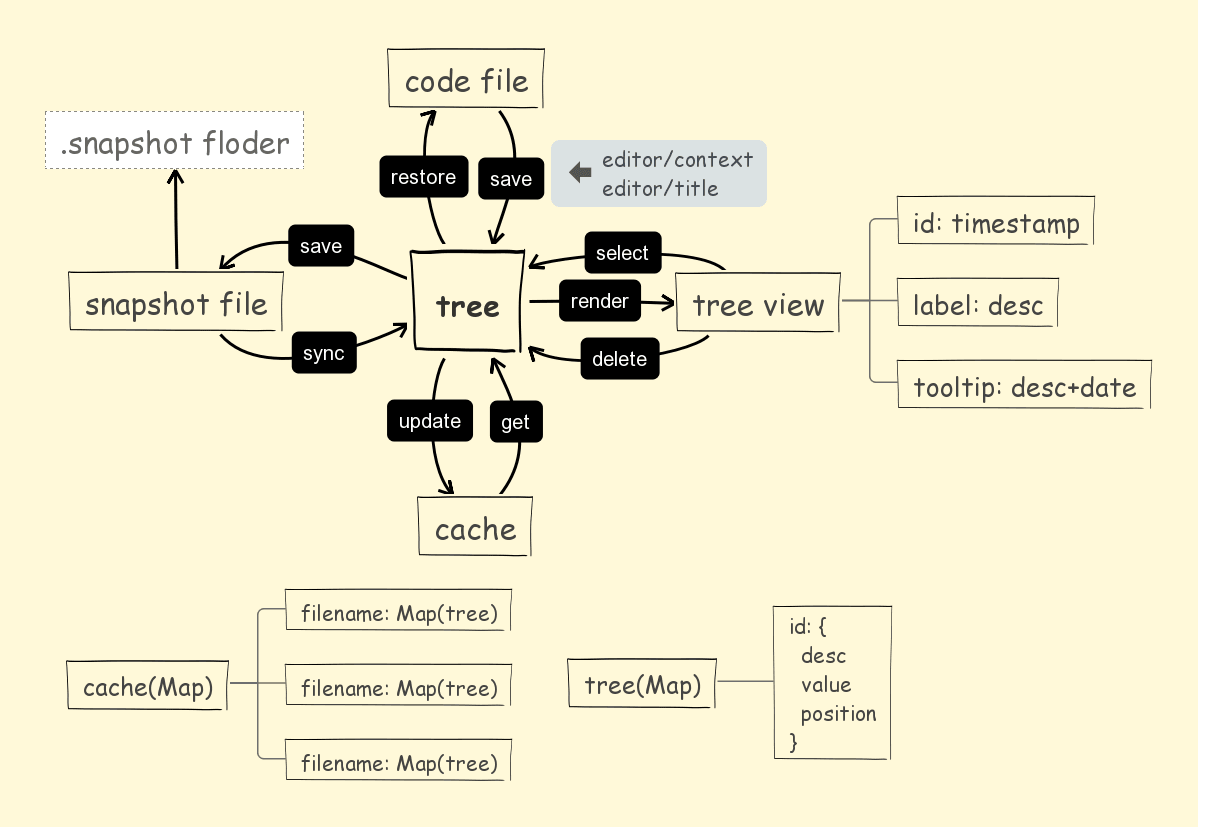 code file
.snapshot floder
restore
save
editor/context
editor/title
id: timestamp
save
select
snapshot file
tree
render
tree view
label: desc
sync
delete
tooltip: desc+date
update
get
cache
filename: Map(tree)
cache(Map)
filename: Map(tree)
filename: Map(tree)
tree(Map)
id: {
desc
value
position
}